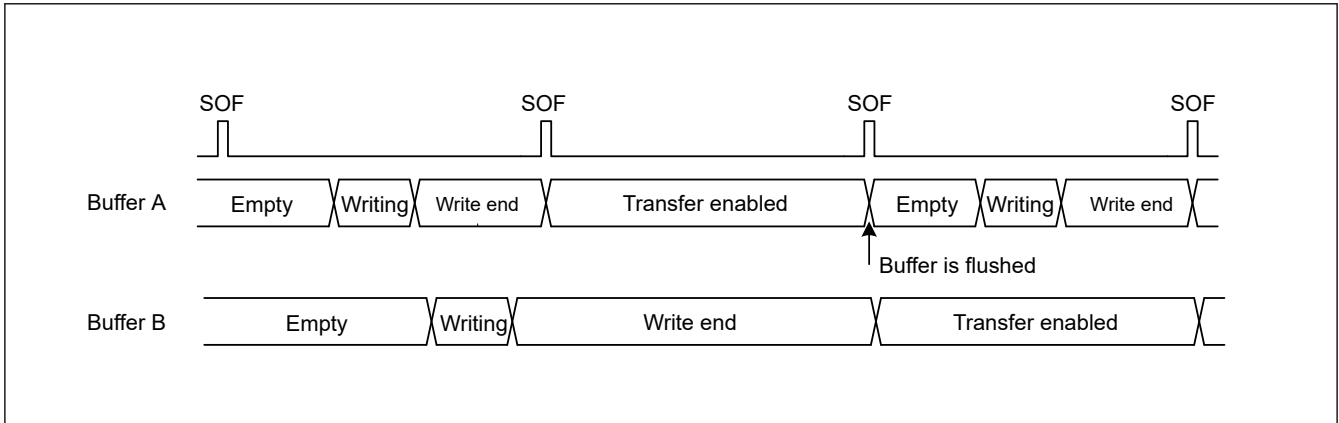 SOF SOF SOF SOF
Buffer A Empty Writing Write end Transfer enabled Empty Writing Write end
Buffer is flushed
Buffer B Empty Writing Write end Transfer enabled